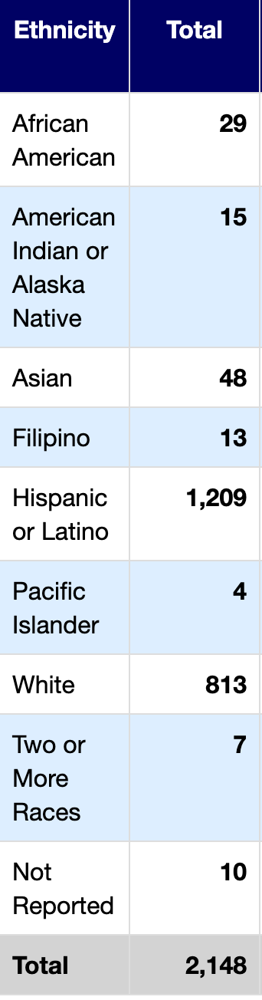 Ethnicity Total
African 29
American
American 15
Indian or
Alaska
Native
Asian 48
Filipino 13
Hispanic 1,209
or Latino
Pacific 4
Islander
White 813
Two or 7
More
Races
Not 10
Reported
Total 2,148